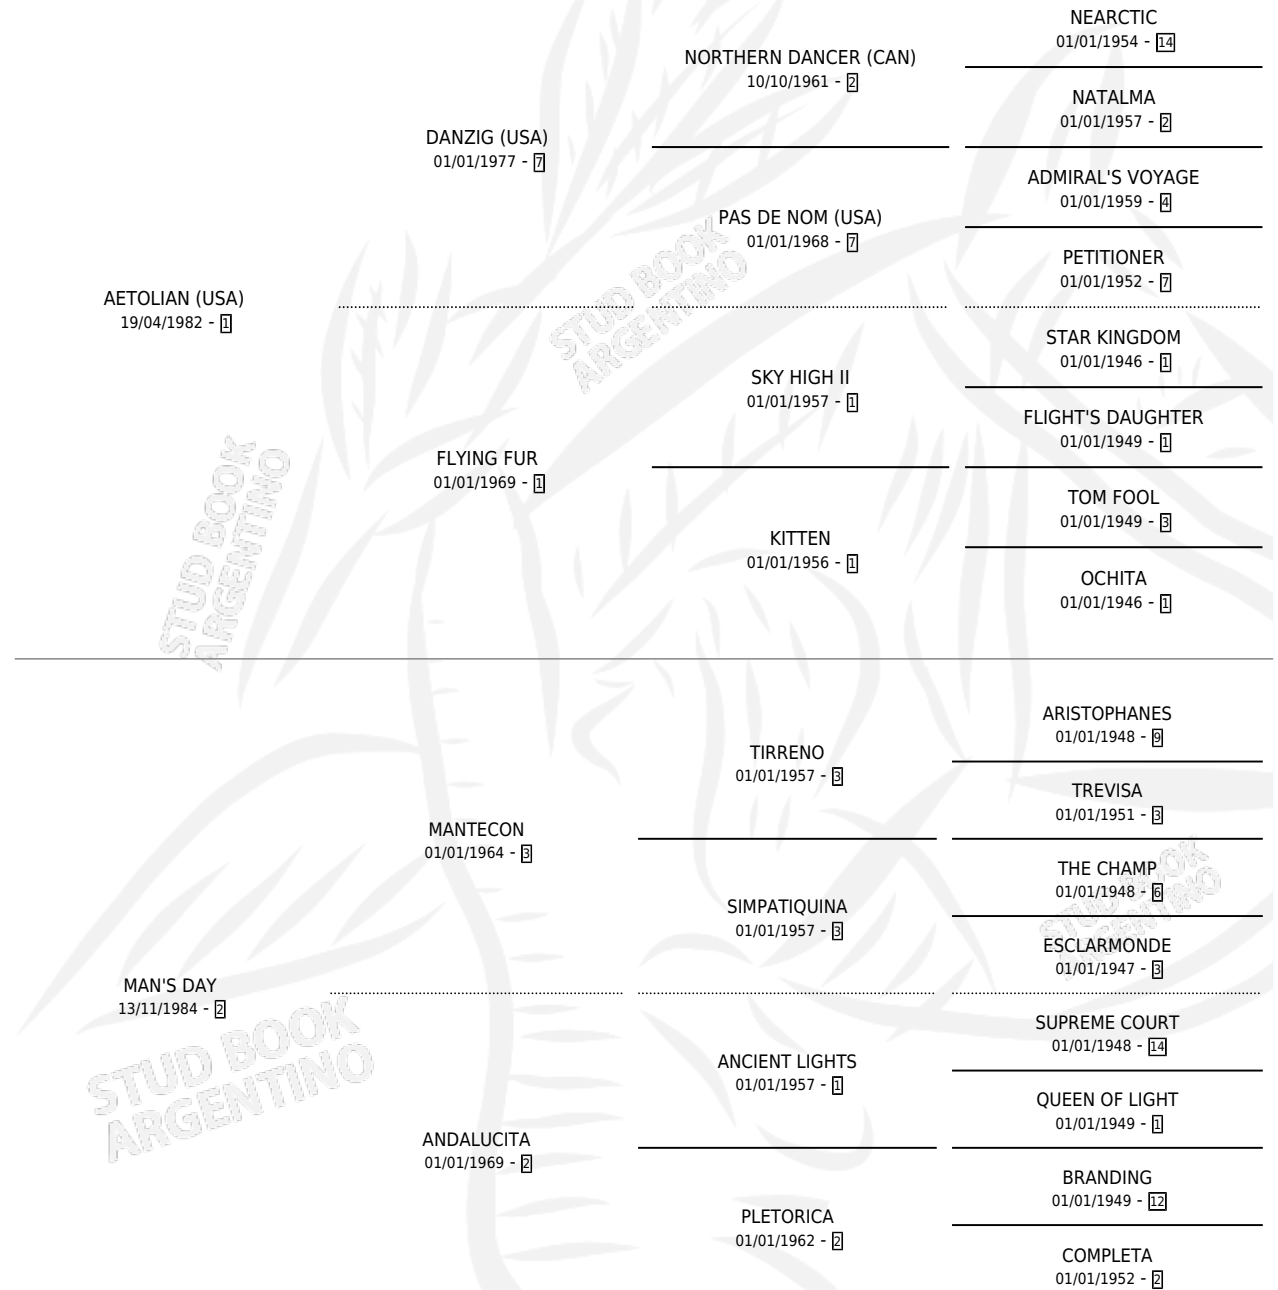 NEARCTIC
01/01/1954 - 14
NORTHERN DANCER (CAN)
10/10/1961 - 2
NATALMA
01/01/1957 - 2
DANZIG (USA)
01/01/1977 - 7
ADMIRAL'S VOYAGE
01/01/1959 - 4
PAS DE NOM (USA)
01/01/1968 - 7
PETITIONER
01/01/1952 - 7
AETOLIAN (USA)
19/04/1982 - 1
STAR KINGDOM
01/01/1946 - 1
SKY HIGH II
01/01/1957 - 1
FLIGHT'S DAUGHTER
01/01/1949 - 1
FLYING FUR
01/01/1969 - 1
TOM FOOL
01/01/1949 - 3
KITTEN
01/01/1956 - 1
OCHITA
01/01/1946 - 1
STUD BOOK
ARGENTINO
STUD BOOK
ARGENTINO
ARISTOPHANES
01/01/1948 - 9
TIRRENO
01/01/1957 - 3
TREVISA
01/01/1951 - 3
MANTECON
01/01/1964 - 3
THE CHAMP
01/01/1948 - 6
SIMPATIQUINA
01/01/1957 - 3
ESCLARMONDE
01/01/1947 - 3
MAN'S DAY
13/11/1984 - 2
SUPREME COURT
01/01/1948 - 14
ANCIENT LIGHTS
01/01/1957 - 1
QUEEN OF LIGHT
01/01/1949 - 1
ANDALUCITA
01/01/1969 - 2
BRANDING
01/01/1949 - 12
PLETORICA
01/01/1962 - 2
COMPLETA
01/01/1952 - 2
STUD BOOK
ARGENTINO
STUD BOOK
ARGENTINO